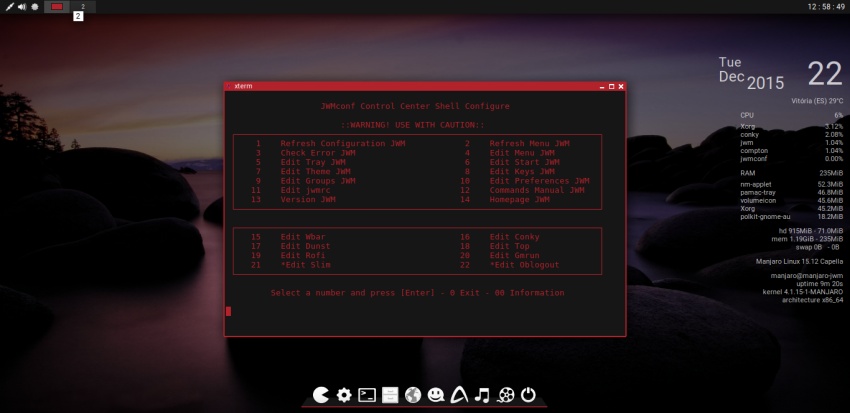 2
2
12 : 58 : 49
xterm
JWMconf Control Center Shell Configure
::WARNING! USE WITH CAUTION::
1 Refresh Configuration JWM 2 Refresh Menu JWM
3 Check Error JWM 4 Edit Menu JWM
5 Edit Tray JWM 6 Edit Start JWM
7 Edit Theme JWM 8 Edit Keys JWM
9 Edit Groups JWM 10 Edit Preferences JWM
11 Edit jwmrc 12 Commands Manual JWM
13 Version JWM 14 Homepage JWM
15 Edit Wbar 16 Edit Conky
17 Edit Dunst 18 Edit Top
19 Edit Rofi 20 Edit Gmrun
21 *Edit Slim 22 *Edit Oblogout
Select a number and press [Enter] - 0 Exit - 00 Information
Tue
Dec 2015 22
Vitória (ES) 29°C
CPU 6%
Xorg 3.12%
conky 2.08%
jwm 1.04%
compton 1.04%
jwmconf 0.00%
RAM 235MiB
nm-applet 52.3MiB
pamac-tray 46.8MiB
volumeicon 45.6MiB
Xorg 45.2MiB
polkit-gnome-au 18.2MiB
hd 915MiB - 71.0MiB
mem 1.19GiB - 235MiB
swap 0B - 0B
Manjaro Linux 15.12 Capella
manjaro@manjaro-jwm
uptime 9m 20s
kernel 4.1.15-1-MANJARO
architecture x86_64